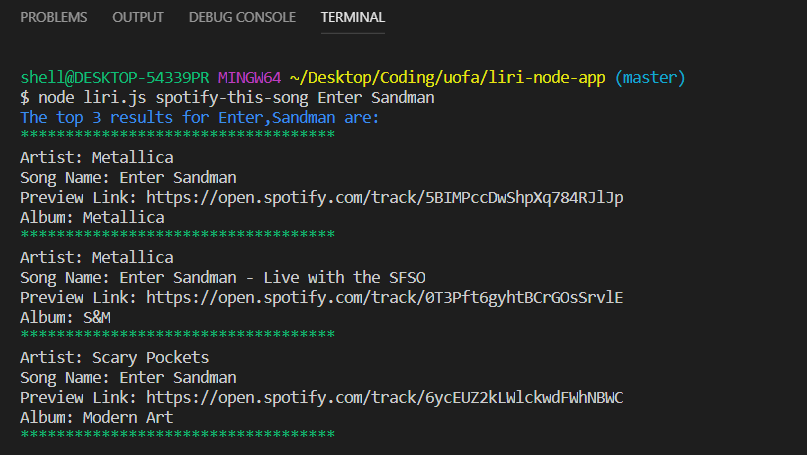 PROBLEMS OUTPUT DEBUG CONSOLE TERMINAL
shell@DESKTOP-54339PR MINGW64 ~/Desktop/Coding/uofa/liri-node-app (master)
$ node liri.js spotify-this-song Enter Sandman
The top 3 results for Enter,Sandman are:
***********************************
Artist: Metallica
Song Name: Enter Sandman
Preview Link: https://open.spotify.com/track/5BIMPccDwShpXq784RJlJp
Album: Metallica
***********************************
Artist: Metallica
Song Name: Enter Sandman - Live with the SFSO
Preview Link: https://open.spotify.com/track/0T3Pft6gyhtBCrGOsSrvlE
Album: S&M
***********************************
Artist: Scary Pockets
Song Name: Enter Sandman
Preview Link: https://open.spotify.com/track/6ycEUZ2kLWlckwdFWhNBWC
Album: Modern Art
***********************************